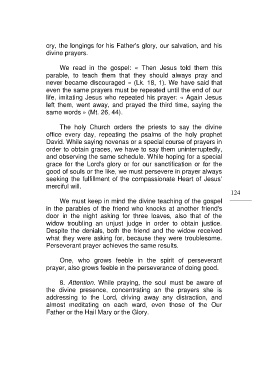 ory, the longings for his Father's glory, our salvation, and his
divine prayers.
We read in the gospel: « Then Jesus told them this
parable, to teach them that they should always pray and
never became discouraged » (Lk. 18, 1). We have said that
even the same prayers must be repeated until the end of our
life, imitating Jesus who repeated his prayer: « Again Jesus
left them, went away, and prayed the third time, saying the
same words » (Mt. 26, 44).
The holy Church orders the priests to say the divine
office every day, repeating the psalms of the holy prophet
David. While saying novenas or a special course of prayers in
order to obtain graces, we have to say them uninterruptedly,
and observing the same schedule. While hoping for a special
grace for the Lord's glory or for our sanctification or for the
good of souls or the like, we must persevere in prayer always
seeking the fulfillment of the compassionate Heart of Jesus'
merciful will.
124
We must keep in mind the divine teaching of the gospel
in the parables of the friend who knocks at another friend's
door in the night asking for three loaves, also that of the
widow troubling an unjust judge in order to obtain justice.
Despite the denials, both the friend and the widow received
what they were asking for, because they were troublesome.
Perseverant prayer achieves the same results.
One, who grows feeble in the spirit of perseverant
prayer, also grows feeble in the perseverance of doing good.
8. Attention. While praying, the soul must be aware of
the divine presence, concentrating an the prayers she is
addressing to the Lord, driving away any distraction, and
almost meditating on each ward, even those of the Our
Father or the Hail Mary or the Glory.